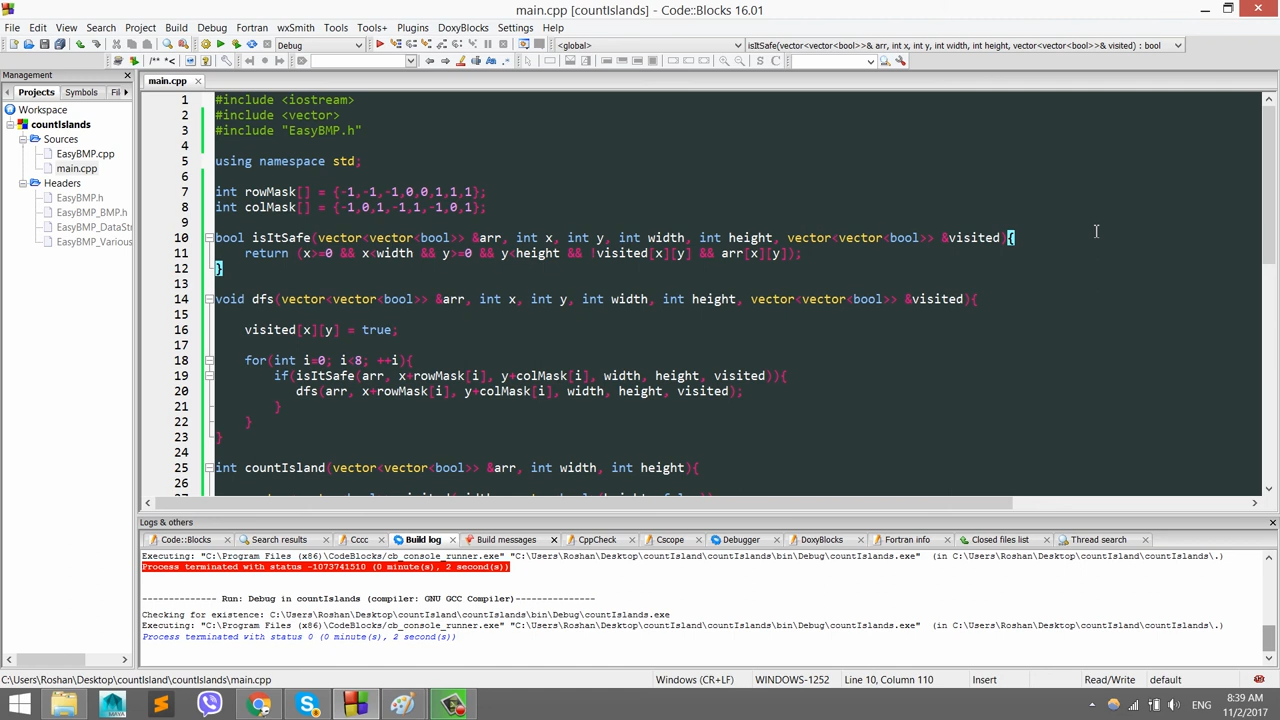 main.cpp [countIslands] - Code::Blocks 16.01
File Edit View Search Project Build Debug Fortran wxSmith Tools Tools+ Plugins DoxyBlocks Settings Help
Debug <global> isItSafe(vector<vector<bool>>& arr, int x, int y, int width, int height, vector<vector<bool>>& visited) : bool
/** *< S C
Management
Projects Symbols Fil
Workspace
countIslands
Sources
EasyBMP.cpp
main.cpp
Headers
EasyBMP.h
EasyBMP_BMP.h
EasyBMP_DataStr
EasyBMP_Various
main.cpp
1 #include <iostream>
2 #include <vector>
3 #include "EasyBMP.h"
4
5 using namespace std;
6
7 int rowMask[] = {-1,-1,-1,0,0,1,1,1};
8 int colMask[] = {-1,0,1,-1,1,-1,0,1};
9
10 bool isItSafe(vector<vector<bool>> &arr, int x, int y, int width, int height, vector<vector<bool>> &visited){
11 return (x>=0 && x<width && y>=0 && y<height && !visited[x][y] && arr[x][y]);
12 }
13
14 void dfs(vector<vector<bool>> &arr, int x, int y, int width, int height, vector<vector<bool>> &visited){
15
16 visited[x][y] = true;
17
18 for(int i=0; i<8; ++i){
19 if(isItSafe(arr, x+rowMask[i], y+colMask[i], width, height, visited)){
20 dfs(arr, x+rowMask[i], y+colMask[i], width, height, visited);
21 }
22 }
23 }
24
25 int countIsland(vector<vector<bool>> &arr, int width, int height){
26
Logs & others
Code::Blocks Search results Cccc Build log Build messages CppCheck Cscope Debugger DoxyBlocks Fortran info Closed files list Thread search
Executing: "C:\Program Files (x86)\CodeBlocks/cb_console_runner.exe" "C:\Users\Roshan\Desktop\countIsland\countIslands\bin\Debug\countIslands.exe" (in C:\Users\Roshan\Desktop\countIsland\countIslands\.)
Process terminated with status -1073741510 (0 minute(s), 2 second(s))
-------------- Run: Debug in countIslands (compiler: GNU GCC Compiler)---------------
Checking for existence: C:\Users\Roshan\Desktop\countIsland\countIslands\bin\Debug\countIslands.exe
Executing: "C:\Program Files (x86)\CodeBlocks/cb_console_runner.exe" "C:\Users\Roshan\Desktop\countIsland\countIslands\bin\Debug\countIslands.exe" (in C:\Users\Roshan\Desktop\countIsland\countIslands\.)
Process terminated with status 0 (0 minute(s), 2 second(s))
C:\Users\Roshan\Desktop\countIsland\countIslands\main.cpp Windows (CR+LF) WINDOWS-1252 Line 10, Column 110 Insert Read/Write default
MAYA ENG 8:39 AM
11/2/2017